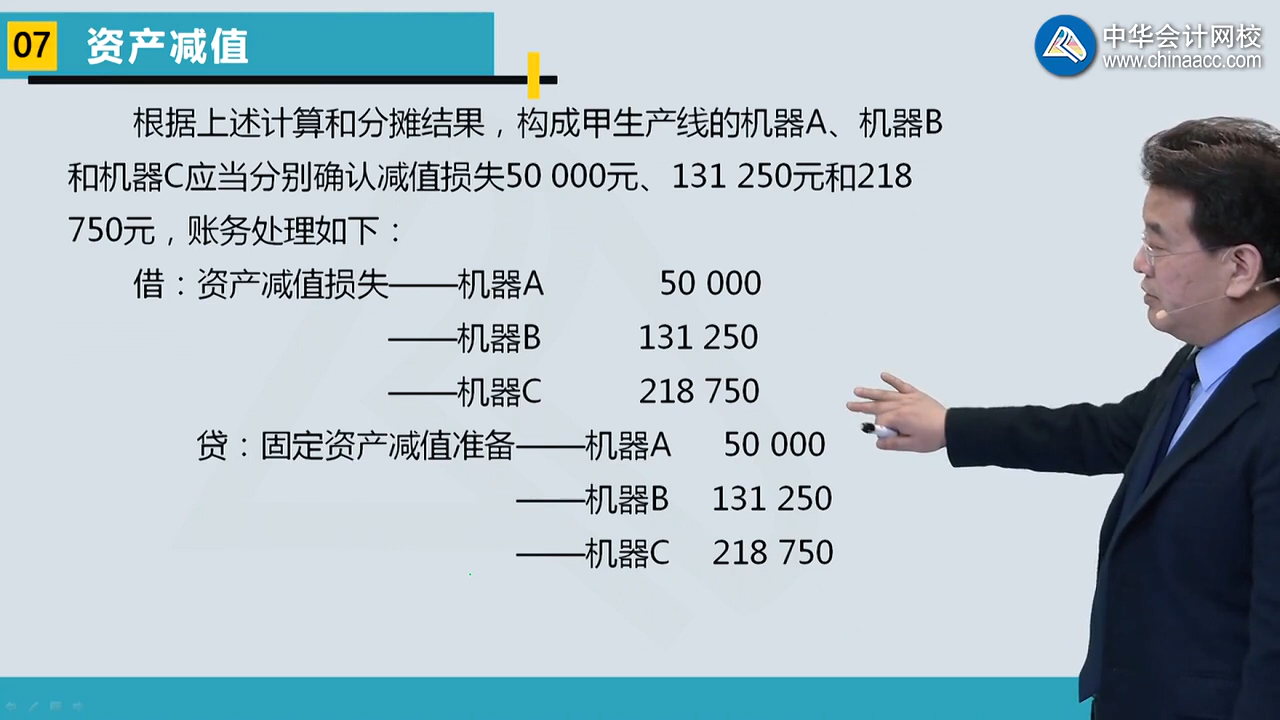 07 资产减值
中华会计网校
www.chinaacc.com
根据上述计算和分摊结果，构成甲生产线的机器A、机器B
和机器C应当分别确认减值损失50 000元、131 250元和218
750元，账务处理如下：
借：资产减值损失——机器A 50 000
——机器B 131 250
——机器C 218 750
贷：固定资产减值准备——机器A 50 000
——机器B 131 250
——机器C 218 750